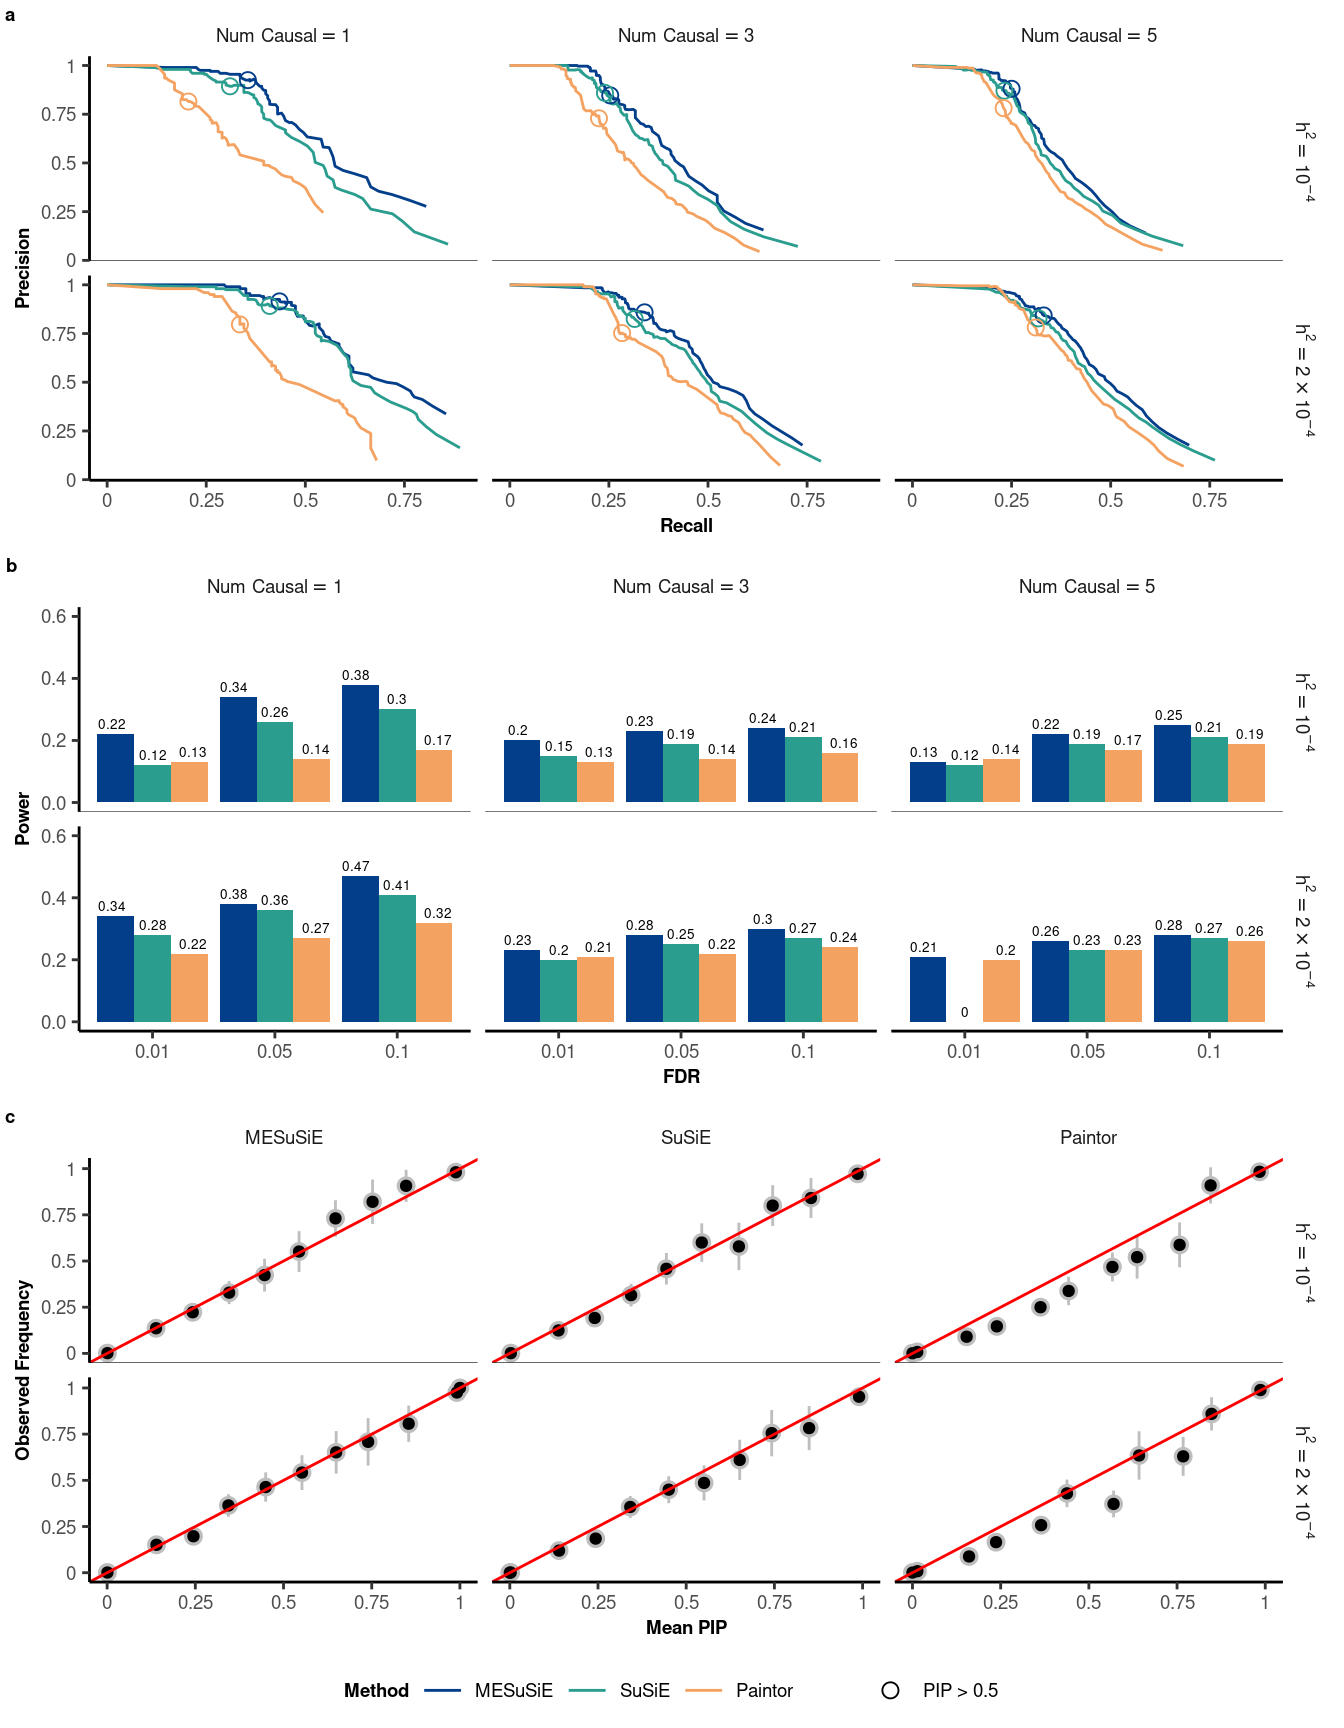 a
Num Causal = 1
Num Causal = 3
Num Causal = 5
1
0.75
0.5
0.25
0
h² = 10⁻⁴
Precision
1
0.75
0.5
0.25
0
h² = 2 × 10⁻⁴
0 0.25 0.5 0.75
0 0.25 0.5 0.75
0 0.25 0.5 0.75
Recall
b
Num Causal = 1
Num Causal = 3
Num Causal = 5
0.6
0.4
0.2
0.0
0.22 0.12 0.13 0.34 0.26 0.14 0.38 0.3 0.17
0.2 0.15 0.13 0.23 0.19 0.14 0.24 0.21 0.16
0.13 0.12 0.14 0.22 0.19 0.17 0.25 0.21 0.19
h² = 10⁻⁴
Power
0.6
0.4
0.2
0.0
0.34 0.28 0.22 0.38 0.36 0.27 0.47 0.41 0.32
0.23 0.2 0.21 0.28 0.25 0.22 0.3 0.27 0.24
0.21 0 0.2 0.26 0.23 0.23 0.28 0.27 0.26
h² = 2 × 10⁻⁴
0.01 0.05 0.1
0.01 0.05 0.1
0.01 0.05 0.1
FDR
c
MESuSiE
SuSiE
Paintor
1
0.75
0.5
0.25
0
h² = 10⁻⁴
Observed Frequency
1
0.75
0.5
0.25
0
h² = 2 × 10⁻⁴
0 0.25 0.5 0.75 1
0 0.25 0.5 0.75 1
0 0.25 0.5 0.75 1
Mean PIP
Method MESuSiE SuSiE Paintor PIP > 0.5